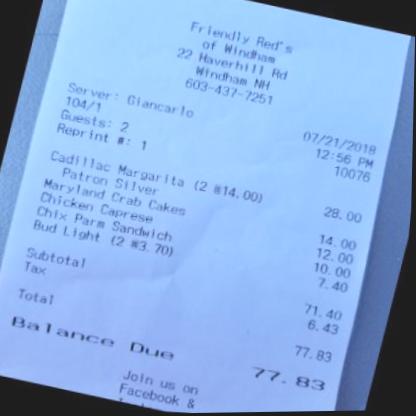 Friendly Red's
of Windham
22 Haverhill Rd
Windham NH
603-437-7251
Server: Giancarlo 07/21/2018
104/1 12:56 PM
Guests: 2 10076
Reprint #: 1
Cadillac Margarita (2 @14.00) 28.00
Patron Silver
Maryland Crab Cakes 14.00
Chicken Caprese 12.00
Chix Parm Sandwich 10.00
Bud Light (2 @3.70) 7.40
Subtotal 71.40
Tax 6.43
Total 77.83
Balance Due 77.83
Join us on
Facebook &